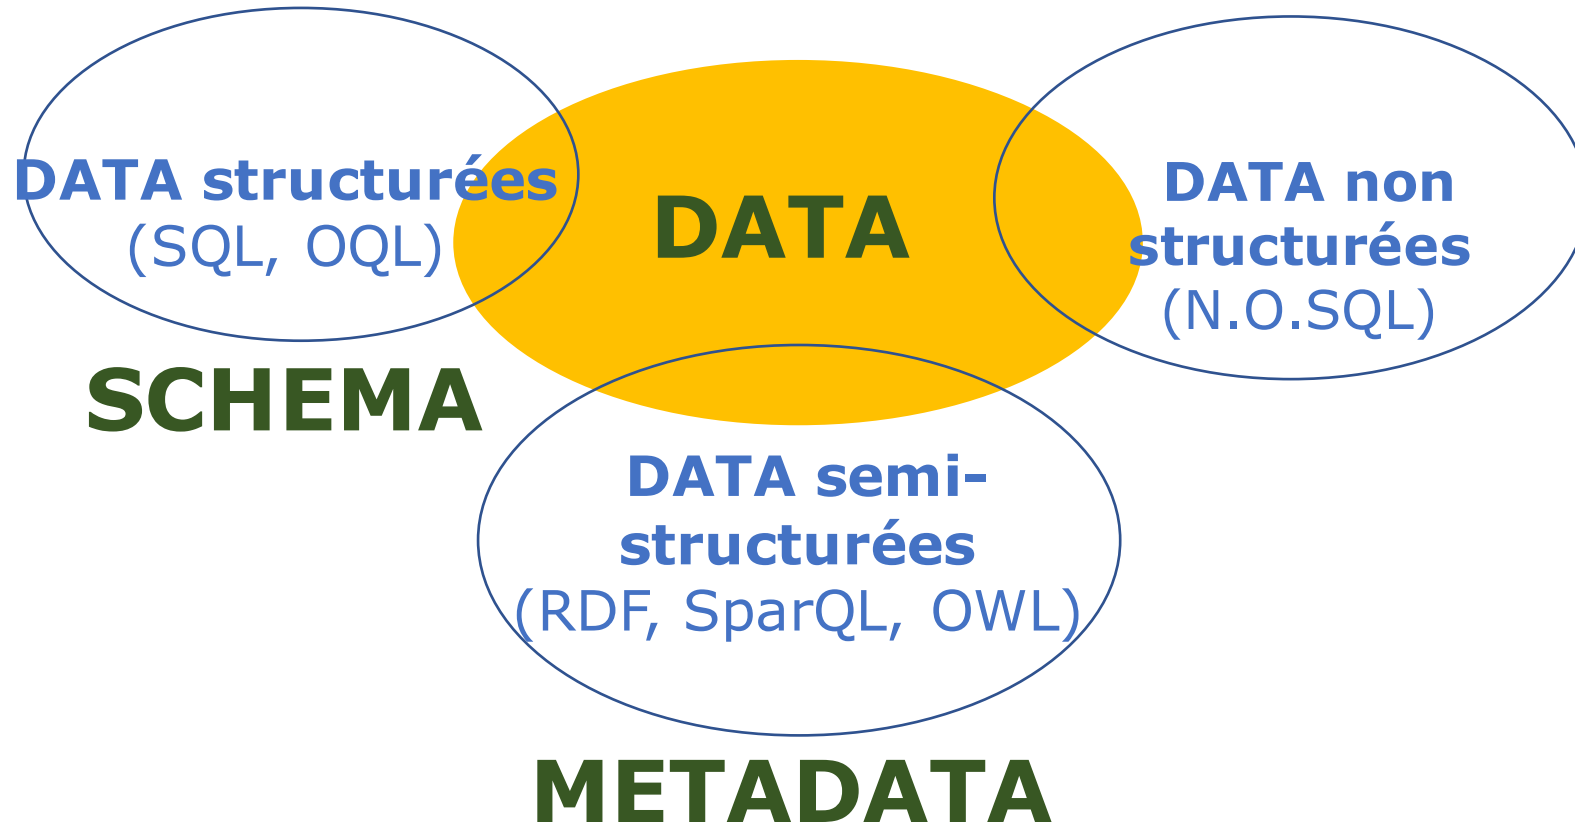 DATA structurées
(SQL, OQL)
SCHEMA
DATA
DATA non
structurées
(N.O.SQL)
DATA semi-
structurées
(RDF, SparQL, OWL)
METADATA